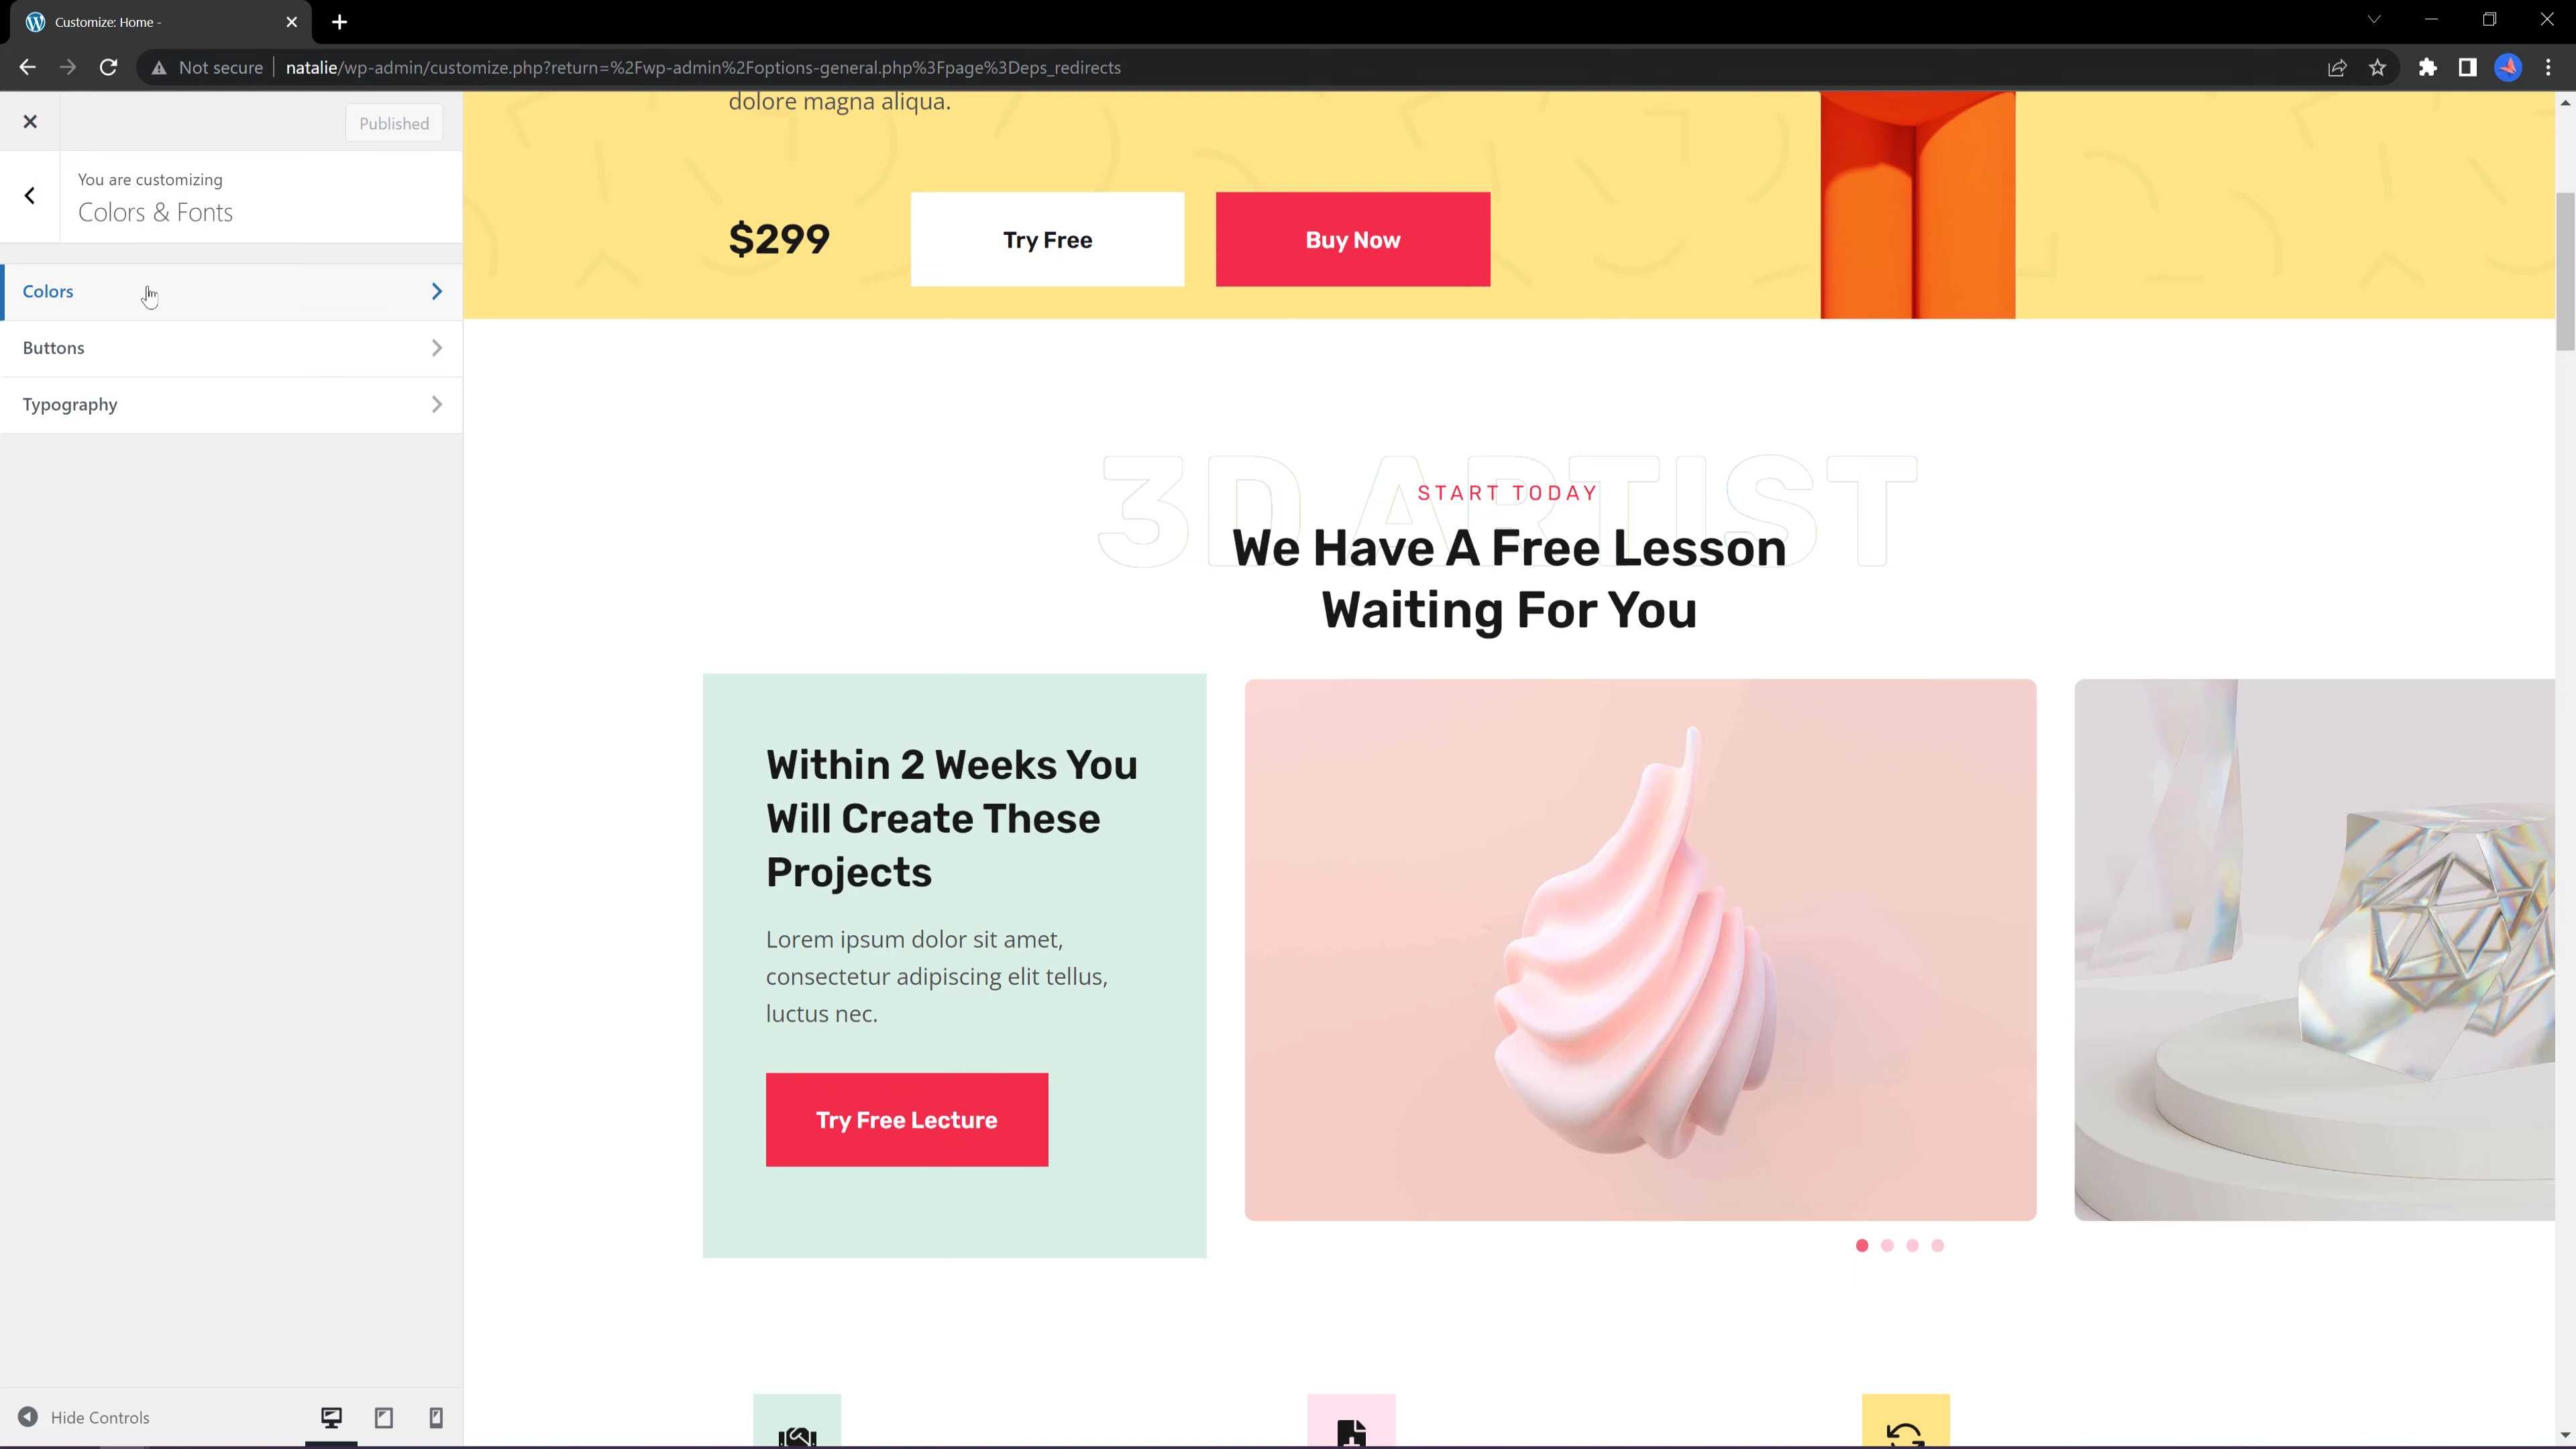 Customize: Home -
Not secure
natalie/wp-admin/customize.php?return=%2Fwp-admin%2Foptions-general.php%3Fpage%3Deps_redirects
Published
You are customizing
Colors & Fonts
Colors
Buttons
Typography
Hide Controls
dolore magna aliqua.
$299
Try Free
Buy Now
3D ARTIST
START TODAY
We Have A Free Lesson
Waiting For You
Within 2 Weeks You
Will Create These
Projects
Lorem ipsum dolor sit amet,
consectetur adipiscing elit tellus,
luctus nec.
Try Free Lecture